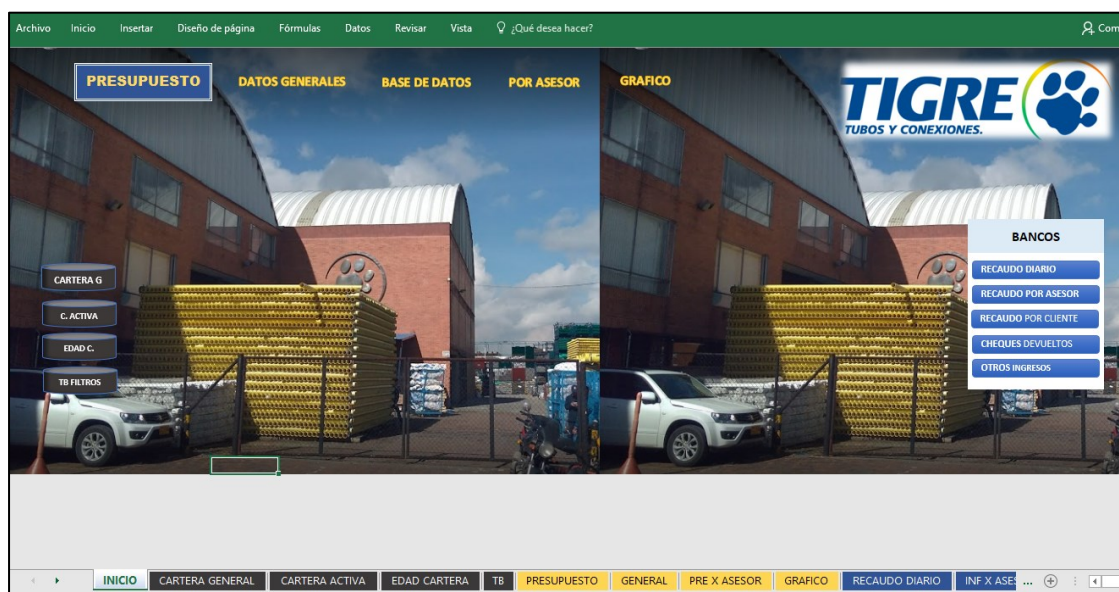 Archivo Inicio Insertar Diseño de página Fórmulas Datos Revisar Vista ¿Qué desea hacer? Com
PRESUPUESTO DATOS GENERALES BASE DE DATOS POR ASESOR GRAFICO
TIGRE
TUBOS Y CONEXIONES.
BANCOS
RECAUDO DIARIO
RECAUDO POR ASESOR
RECAUDO POR CLIENTE
CHEQUES DEVUELTOS
OTROS INGRESOS
CARTERA G
C. ACTIVA
EDAD C.
TB FILTROS
INICIO CARTERA GENERAL CARTERA ACTIVA EDAD CARTERA TB PRESUPUESTO GENERAL PRE X ASESOR GRAFICO RECAUDO DIARIO INF X ASES ...